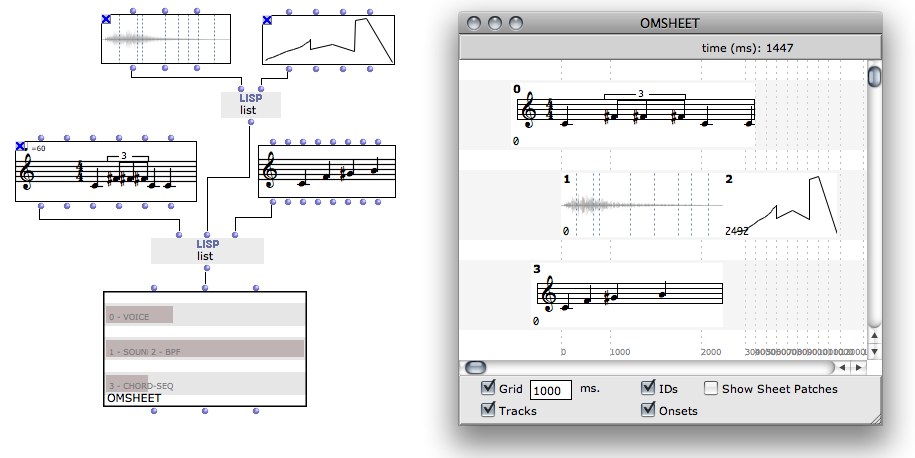 LISP
list
=60
3
LISP
list
0 - VOICE
1 - SOUN 2 - BPF
3 - CHORD-SEQ
OMSHEET
OMSHEET
time (ms): 1447
0
3
0
1
2
0
2492
3
0
0
1000
2000
Grid 1000 ms.
IDs
Show Sheet Patches
Tracks
Onsets